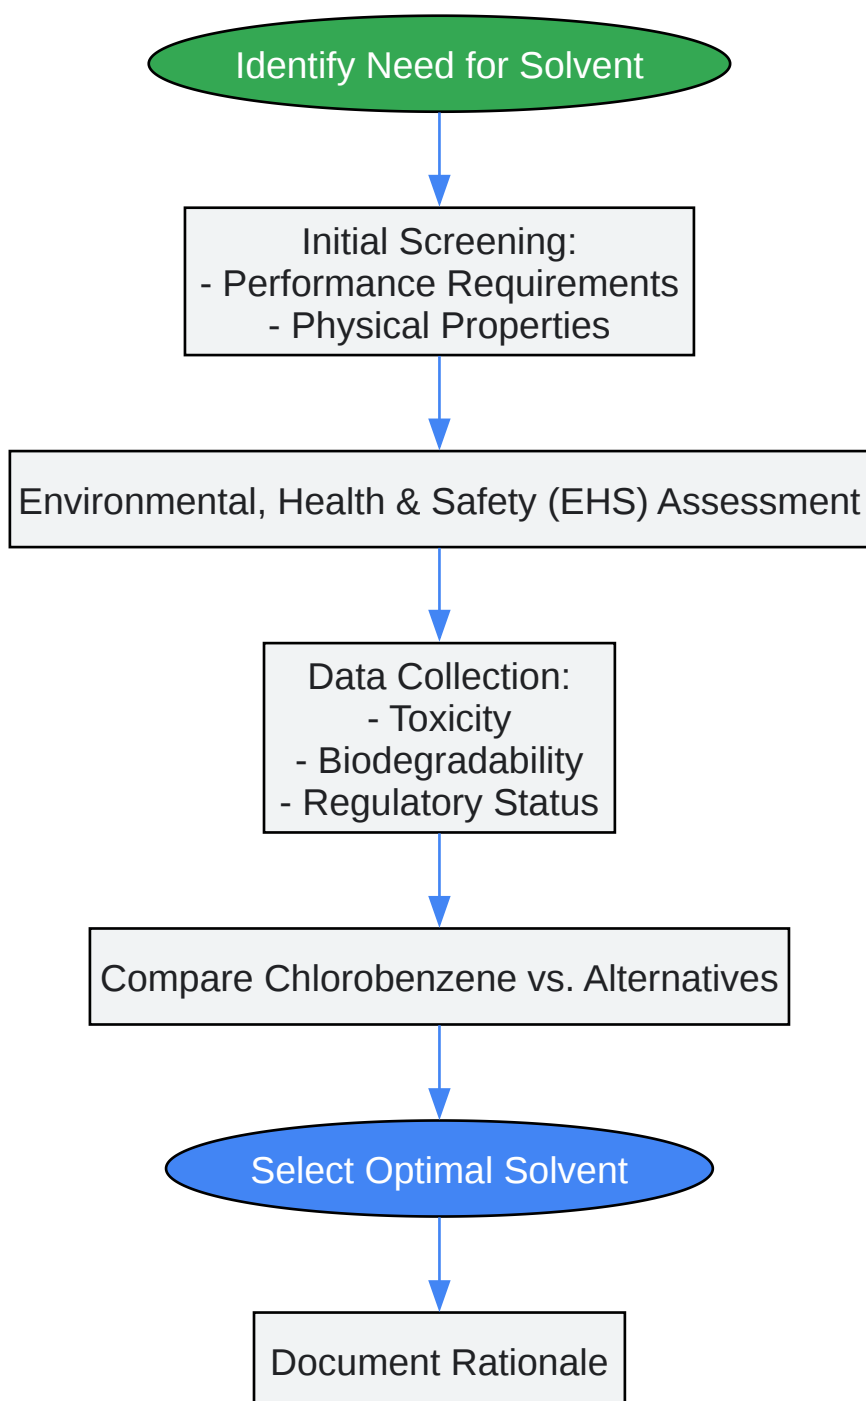 Identify Need for Solvent
Initial Screening:
- Performance Requirements
- Physical Properties
Environmental, Health & Safety (EHS) Assessment
Data Collection:
- Toxicity
- Biodegradability
- Regulatory Status
Compare Chlorobenzene vs. Alternatives
Select Optimal Solvent
Document Rationale